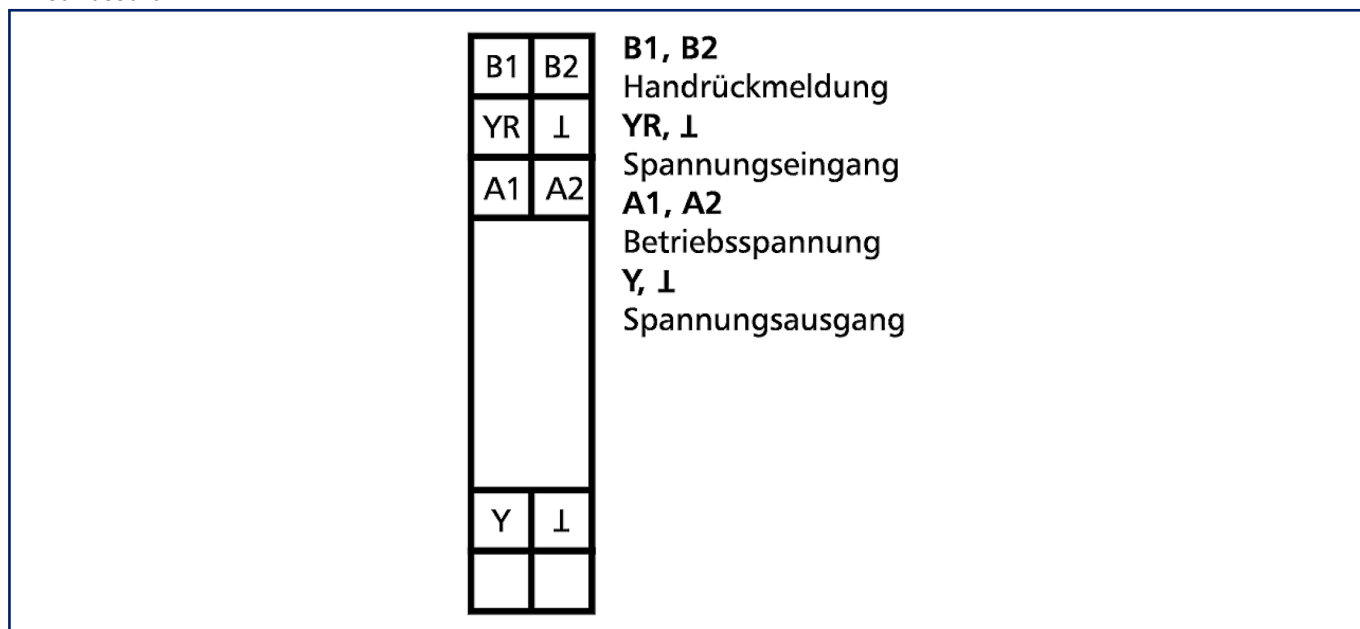 B1 B2
YR ⊥
A1 A2
Y ⊥
B1, B2
Handrückmeldung
YR, ⊥
Spannungseingang
A1, A2
Betriebsspannung
Y, ⊥
Spannungsausgang